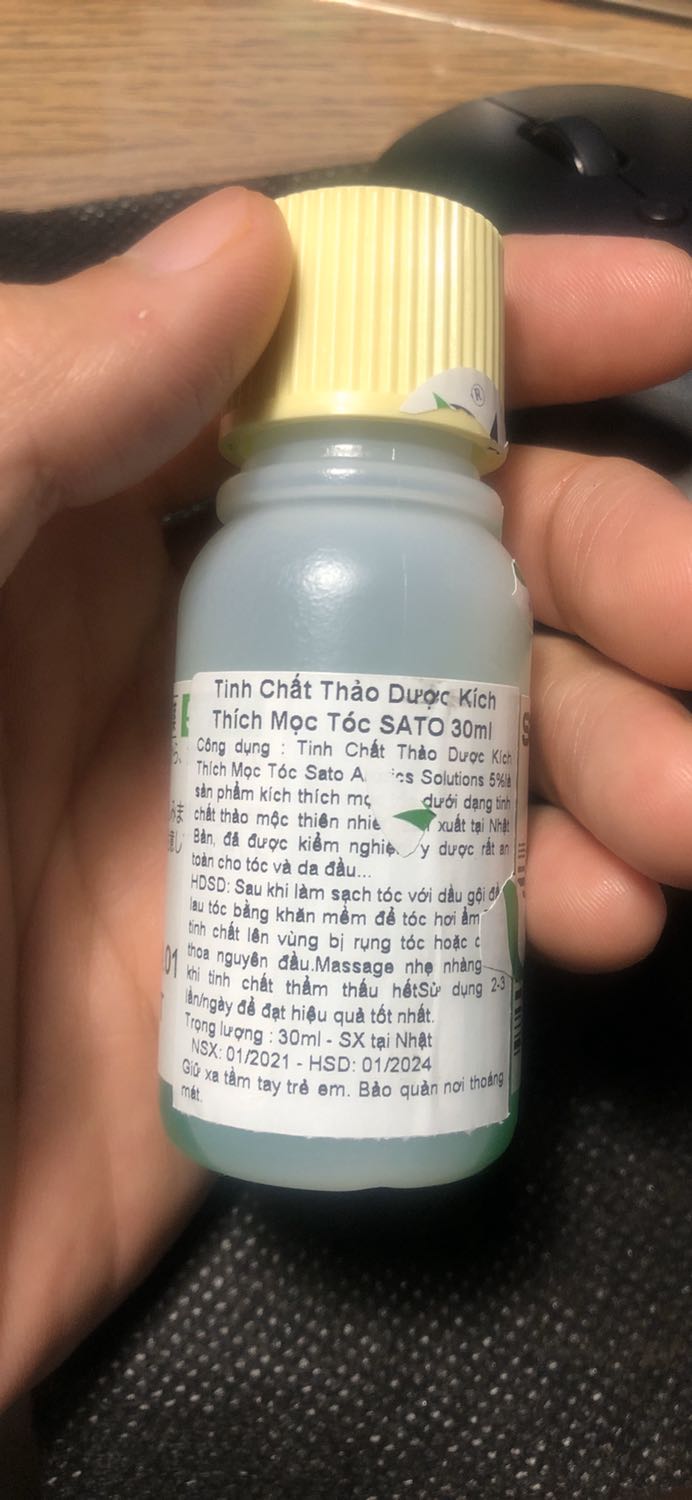 ®
Tinh Chất Thảo Dược Kích
Thích Mọc Tóc SATO 30ml
Công dụng : Tinh Chất Thảo Dược Kích
Thích Mọc Tóc Sato Solutions 5%là
sản phẩm kích thích dưới dạng tinh
chất thảo mộc thiên xuất tại Nhật
Bản, đã được kiểm dược rất an
toàn cho tóc và da đầu...
HDSD: Sau khi làm sạch tóc với dầu gội
lau tóc bằng khăn mềm để tóc hơi ẩm
tinh chất lên vùng bị rụng tóc hoặc
thoa nguyên đầu.Massage nhẹ nhàng
khi tinh chất thẩm thấu hếtSử dụng 2-3
lần/ngày để đạt hiệu quả tốt nhất.
Trọng lượng : 30ml - SX tại Nhật
NSX: 01/2021 - HSD: 01/2024
Giữ xa tầm tay trẻ em. Bảo quản nơi thoáng
mát.